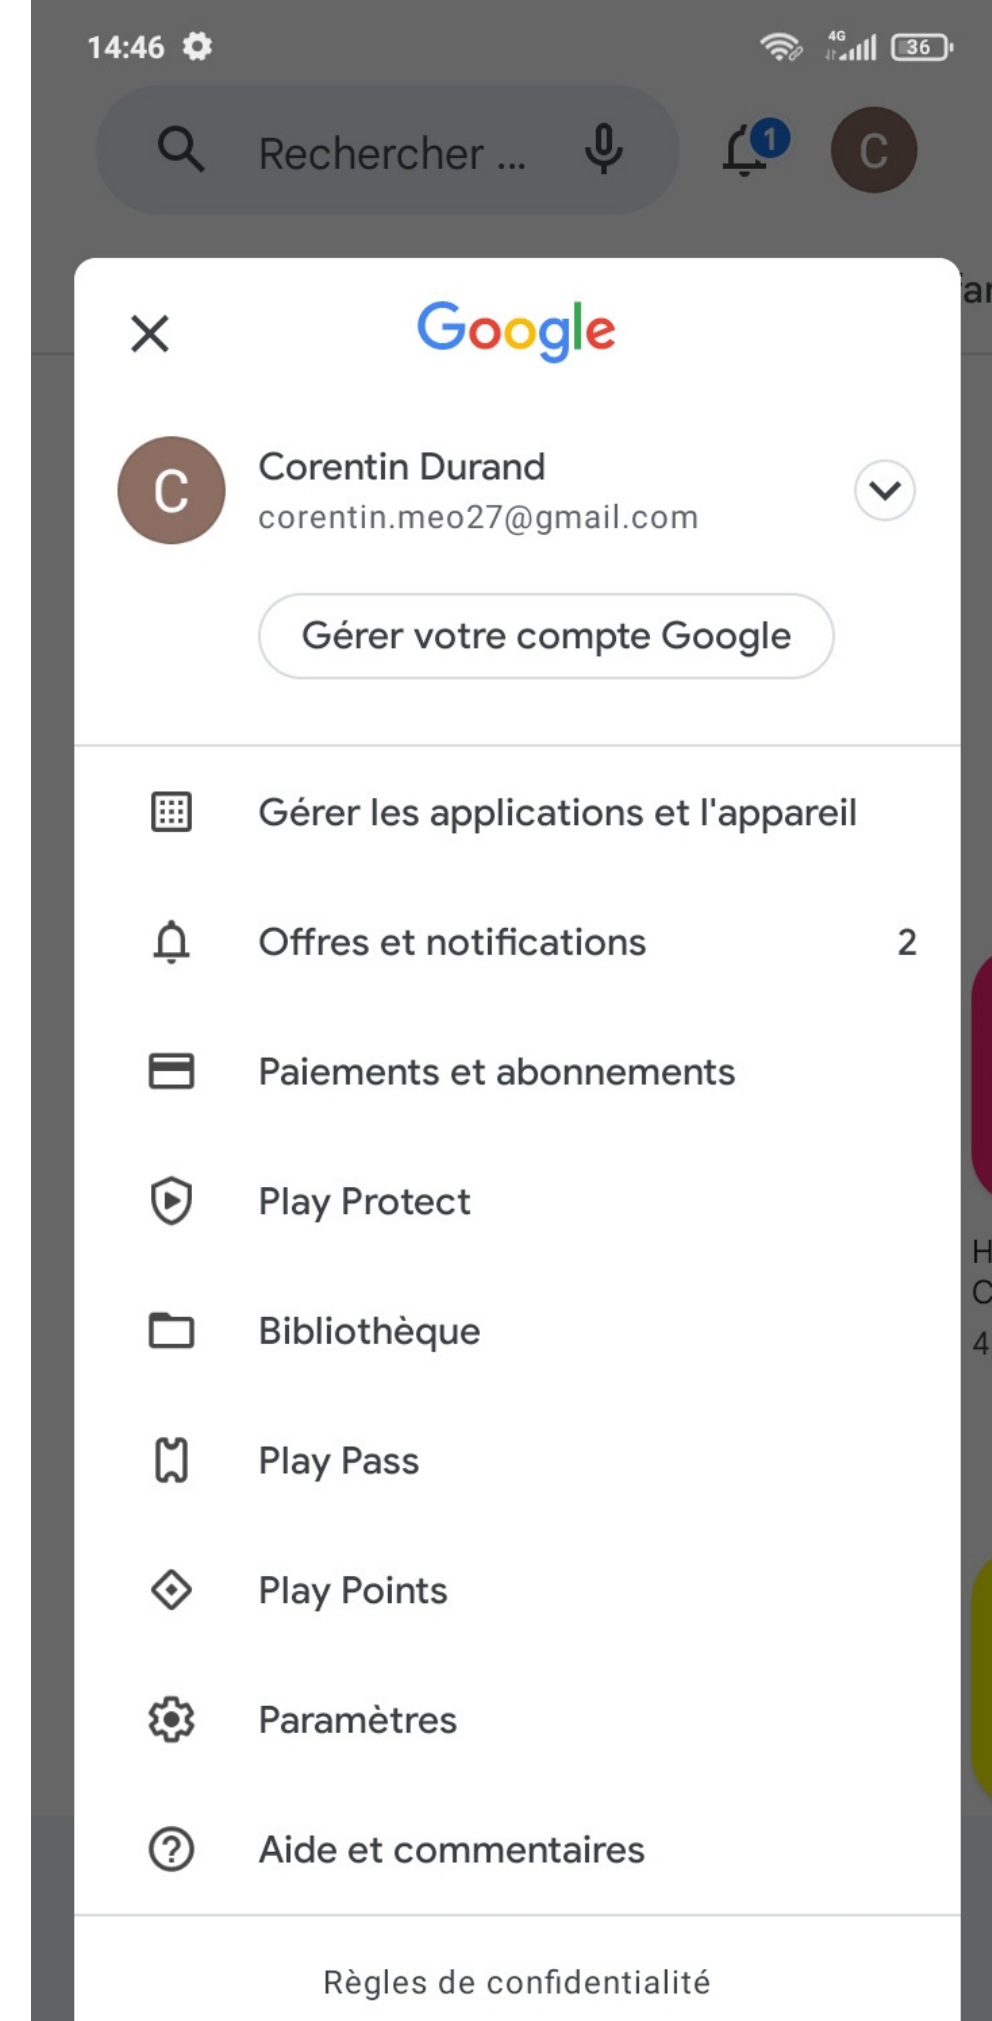 14:46
4G
36
Rechercher ...
1
C
Google
C
Corentin Durand
corentin.meo27@gmail.com
Gérer votre compte Google
Gérer les applications et l'appareil
Offres et notifications 2
Paiements et abonnements
Play Protect
Bibliothèque
Play Pass
Play Points
Paramètres
Aide et commentaires
Règles de confidentialité